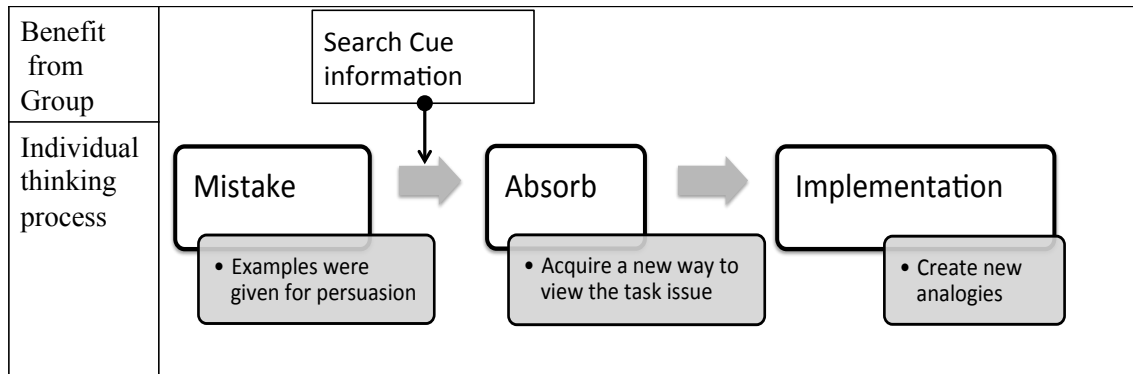 Benefit
from
Group
Search Cue
information
Individual
thinking
process
Mistake
• Examples were
given for persuasion
Absorb
• Acquire a new way to
view the task issue
Implementation
• Create new
analogies